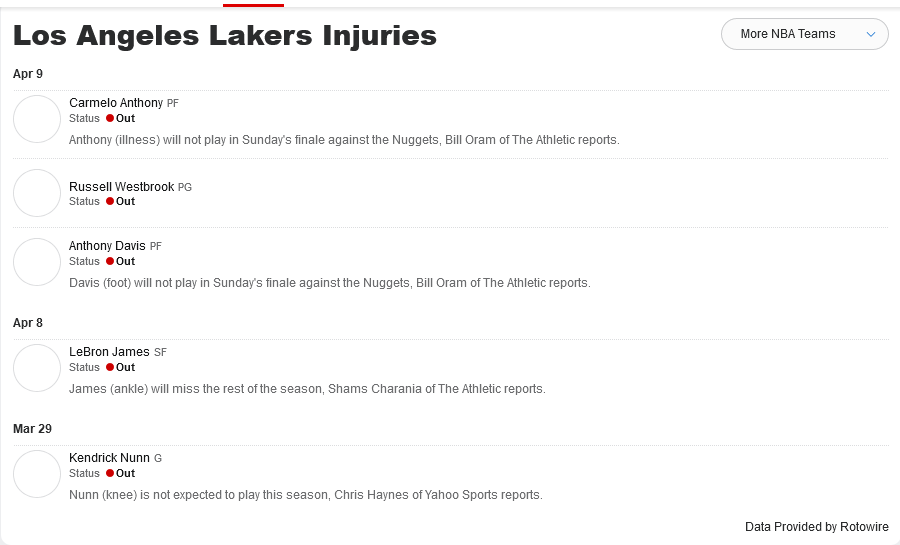 Los Angeles Lakers Injuries
More NBA Teams
Apr 9
Carmelo Anthony PF
Status Out
Anthony (illness) will not play in Sunday's finale against the Nuggets, Bill Oram of The Athletic reports.
Russell Westbrook PG
Status Out
Anthony Davis PF
Status Out
Davis (foot) will not play in Sunday's finale against the Nuggets, Bill Oram of The Athletic reports.
Apr 8
LeBron James SF
Status Out
James (ankle) will miss the rest of the season, Shams Charania of The Athletic reports.
Mar 29
Kendrick Nunn G
Status Out
Nunn (knee) is not expected to play this season, Chris Haynes of Yahoo Sports reports.
Data Provided by Rotowire